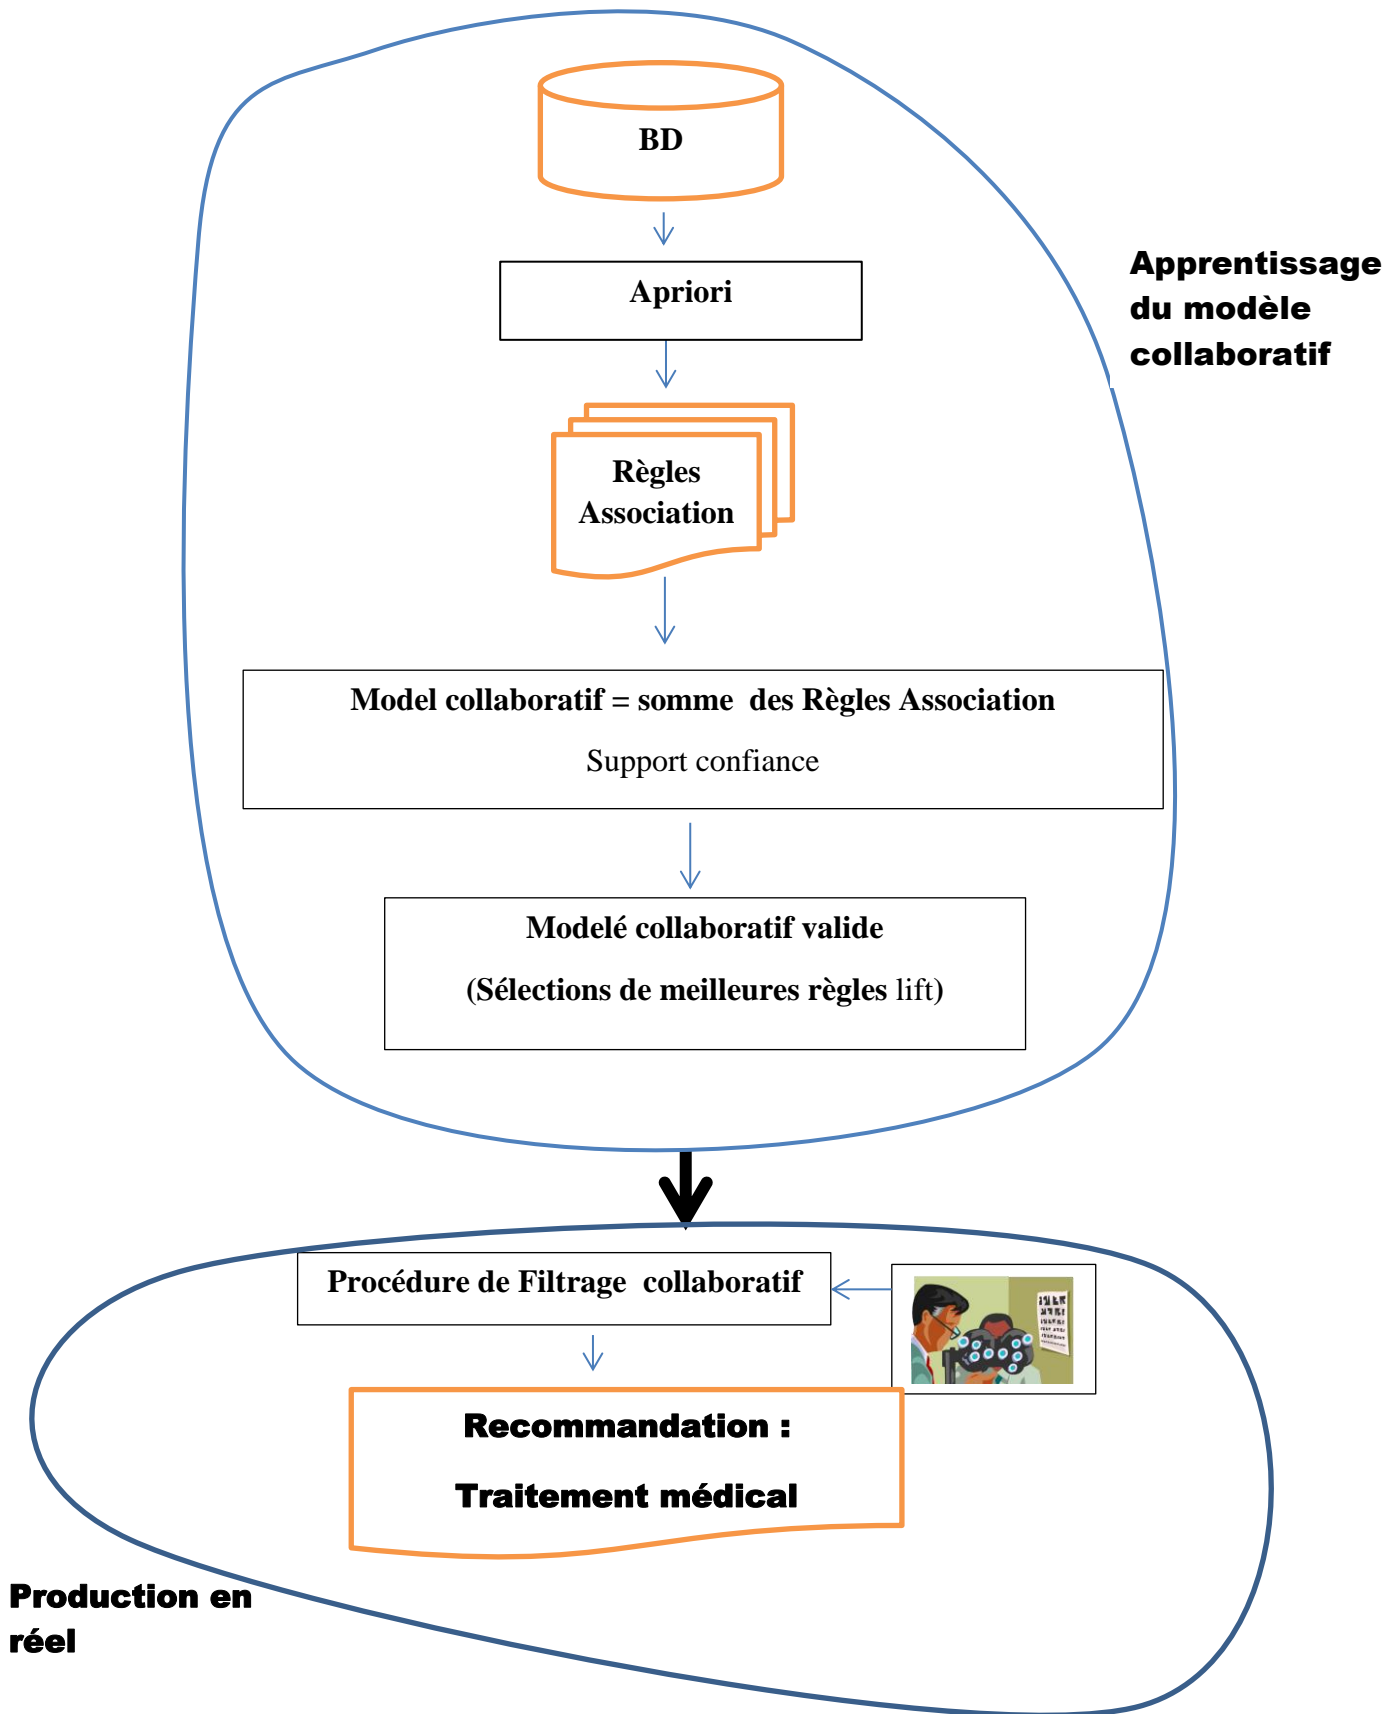 BD
Apriori
Apprentissage
du modèle
collaboratif
Règles
Association
Model collaboratif = somme des Règles Association
Support confiance
Modelé collaboratif valide
(Sélections de meilleures règles lift)
Procédure de Filtrage collaboratif
Recommandation :
Traitement médical
Production en
réel